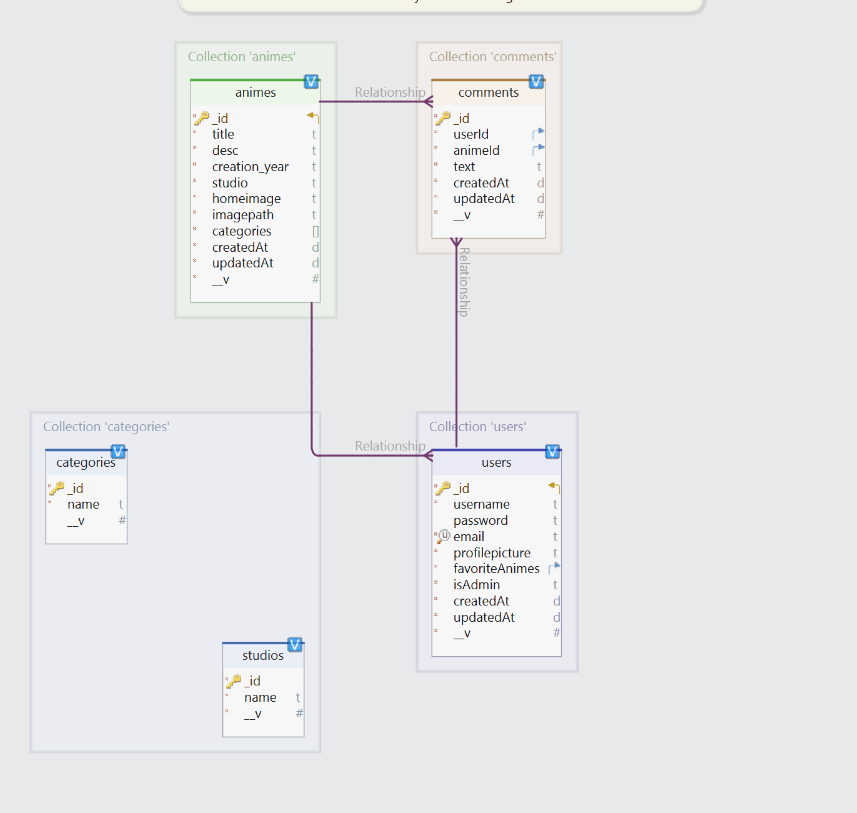 Collection 'animes'
animes
_id
title t
desc t
creation_year t
studio t
homeimage t
imagepath t
categories []
createdAt d
updatedAt d
__v #
Relationship
Collection 'comments'
comments
_id
userId
animeId
text t
createdAt d
updatedAt d
__v #
Relationship
Collection 'categories'
categories
_id
name t
__v #
studios
_id
name t
__v #
Relationship
Collection 'users'
users
_id
username t
password t
email t
profilepicture t
favoriteAnimes
isAdmin t
createdAt d
updatedAt d
__v #